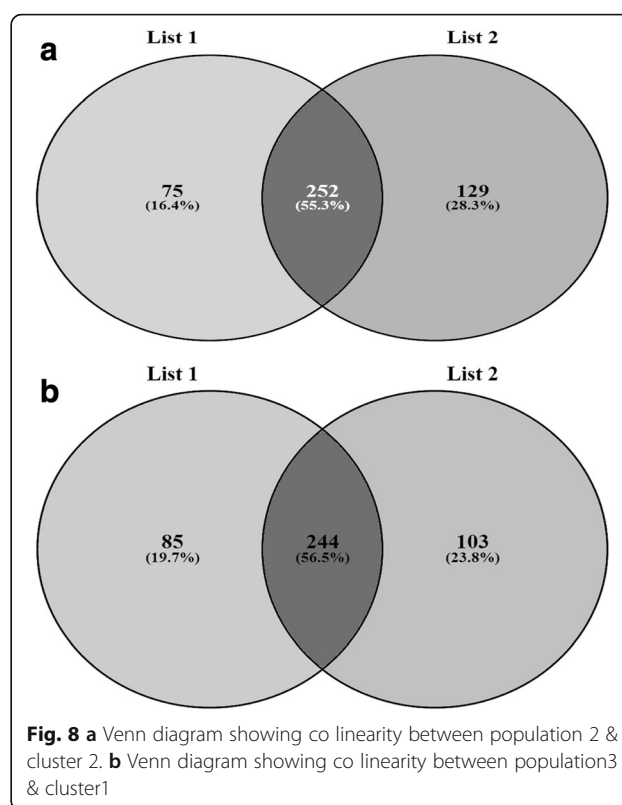 a
List 1 List 2
75 252 129
(16.4%) (55.3%) (28.3%)
b
List 1 List 2
85 244 103
(19.7%) (56.5%) (23.8%)
Fig. 8 a Venn diagram showing co linearity between population 2 &
cluster 2. b Venn diagram showing co linearity between population3
& cluster1